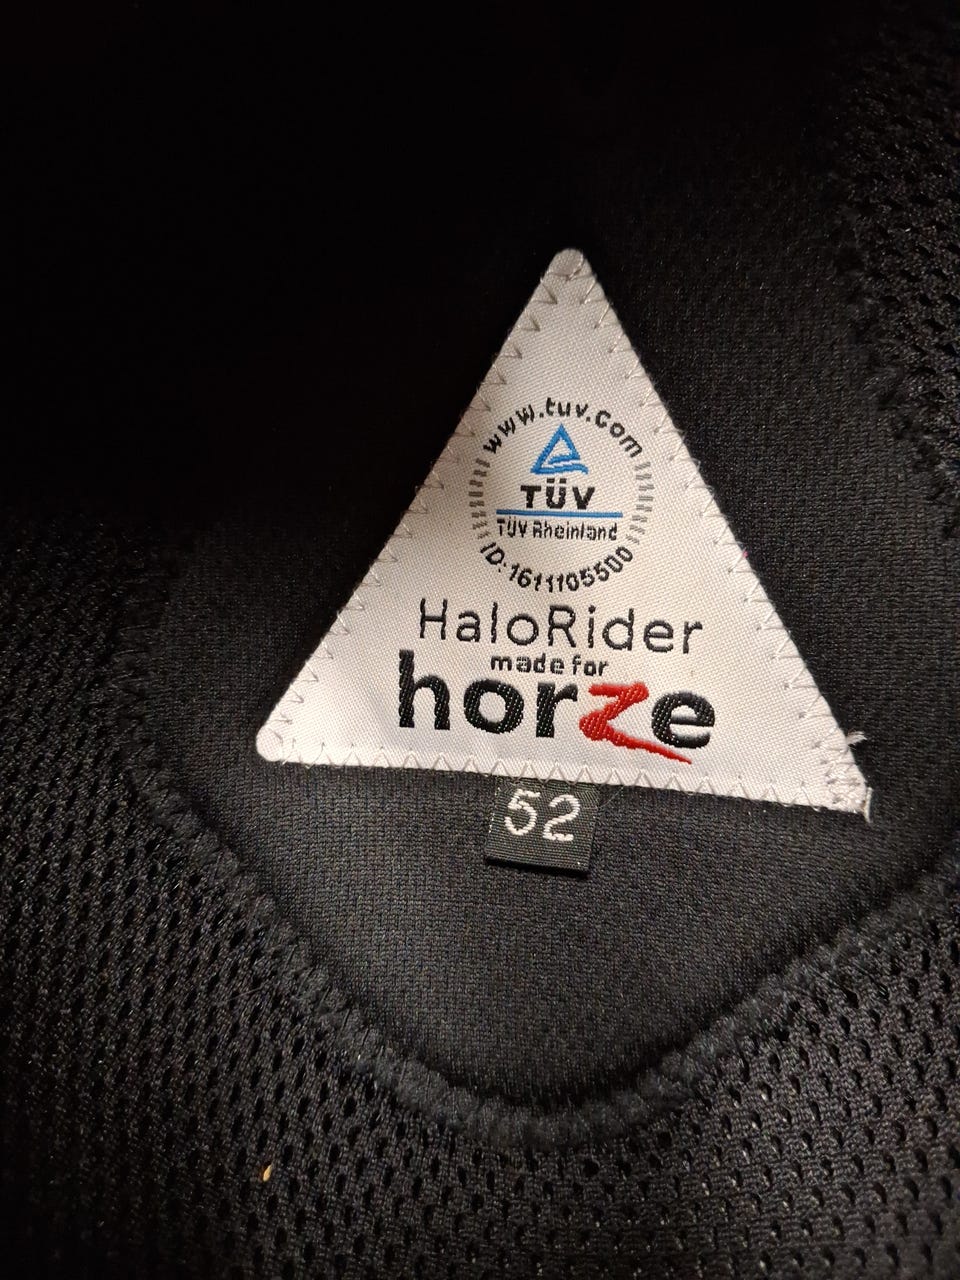 www.tuv.com
TÜV
TÜV Rheinland
ID: 1611105500
HaloRider
made for
horze
52